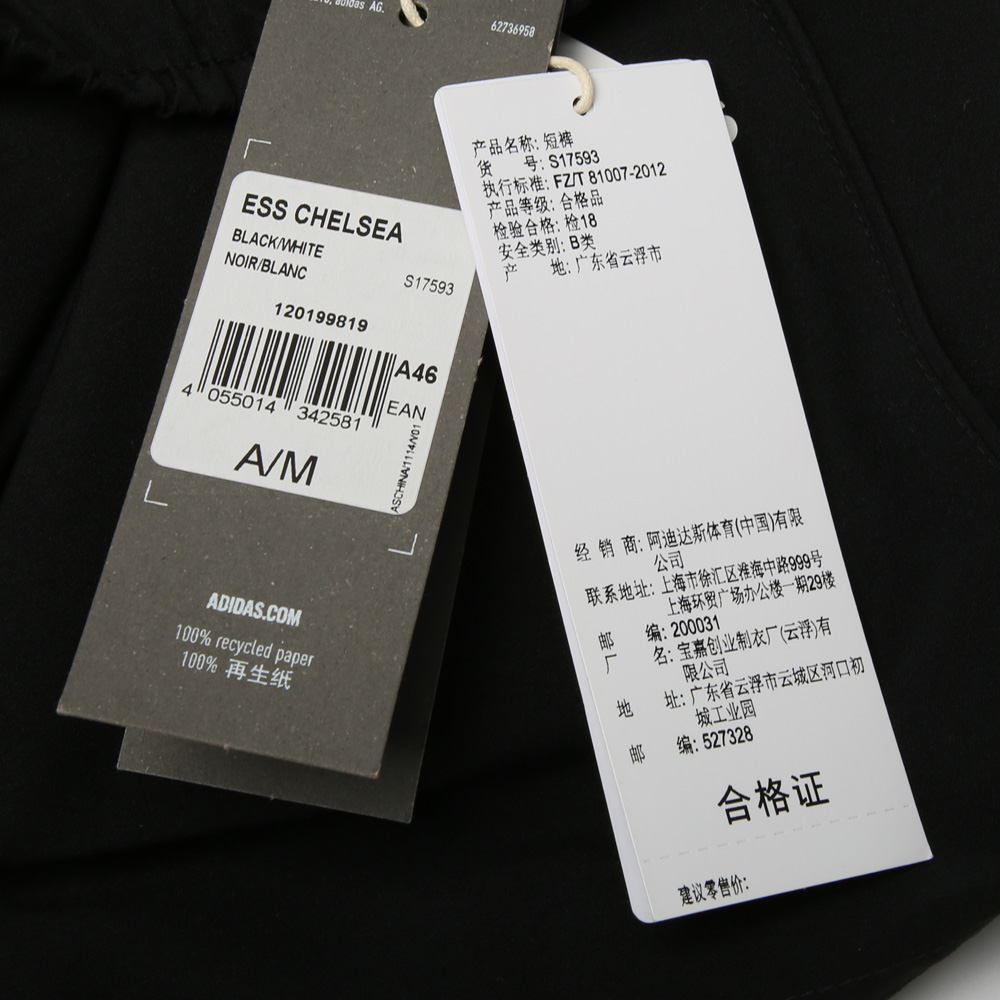 adidas AG.
62736950
ESS CHELSEA
BLACK/WHITE
NOIR/BLANC
S17593
120199819
A46
4 055014 342581
EAN
A/M
ASCHINA/1114/V01
ADIDAS.COM
100% recycled paper
100% 再生纸
产品名称: 短裤
货 号: S17593
执行标准: FZ/T 81007-2012
产品等级: 合格品
检验合格: 检18
安全类别: B类
产 地: 广东省云浮市
经 销 商: 阿迪达斯体育(中国)有限
公司
联系地址: 上海市徐汇区淮海中路999号
上海环贸广场办公楼一期29楼
邮 编: 200031
厂 名: 宝嘉创业制衣厂(云浮)有
限公司
地 址: 广东省云浮市云城区河口初
城工业园
邮 编: 527328
合格证
建议零售价: